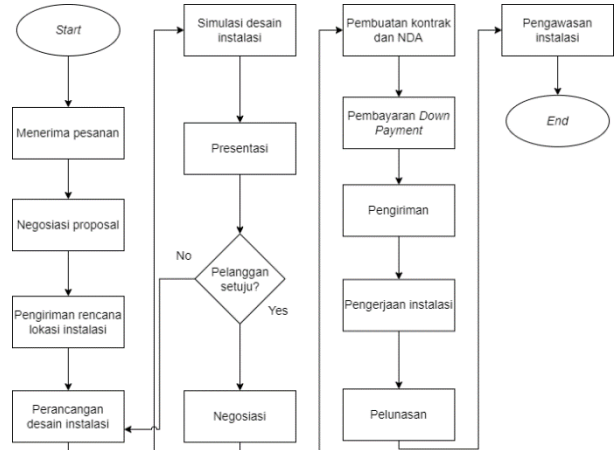 Start
Menerima pesanan
Negosiasi proposal
Pengiriman rencana
lokasi instalasi
Perancangan
desain instalasi
Simulasi desain
instalasi
Presentasi
No
Pelanggan
setuju?
Yes
Negosiasi
Pembuatan kontrak
dan NDA
Pembayaran Down
Payment
Pengiriman
Pengerjaan instalasi
Pelunasan
Pengawasan
instalasi
End